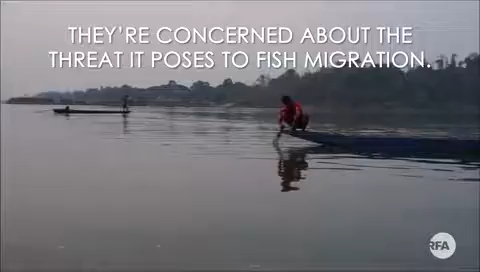 THEY'RE CONCERNED ABOUT THE
THREAT IT POSES TO FISH MIGRATION.
RFA